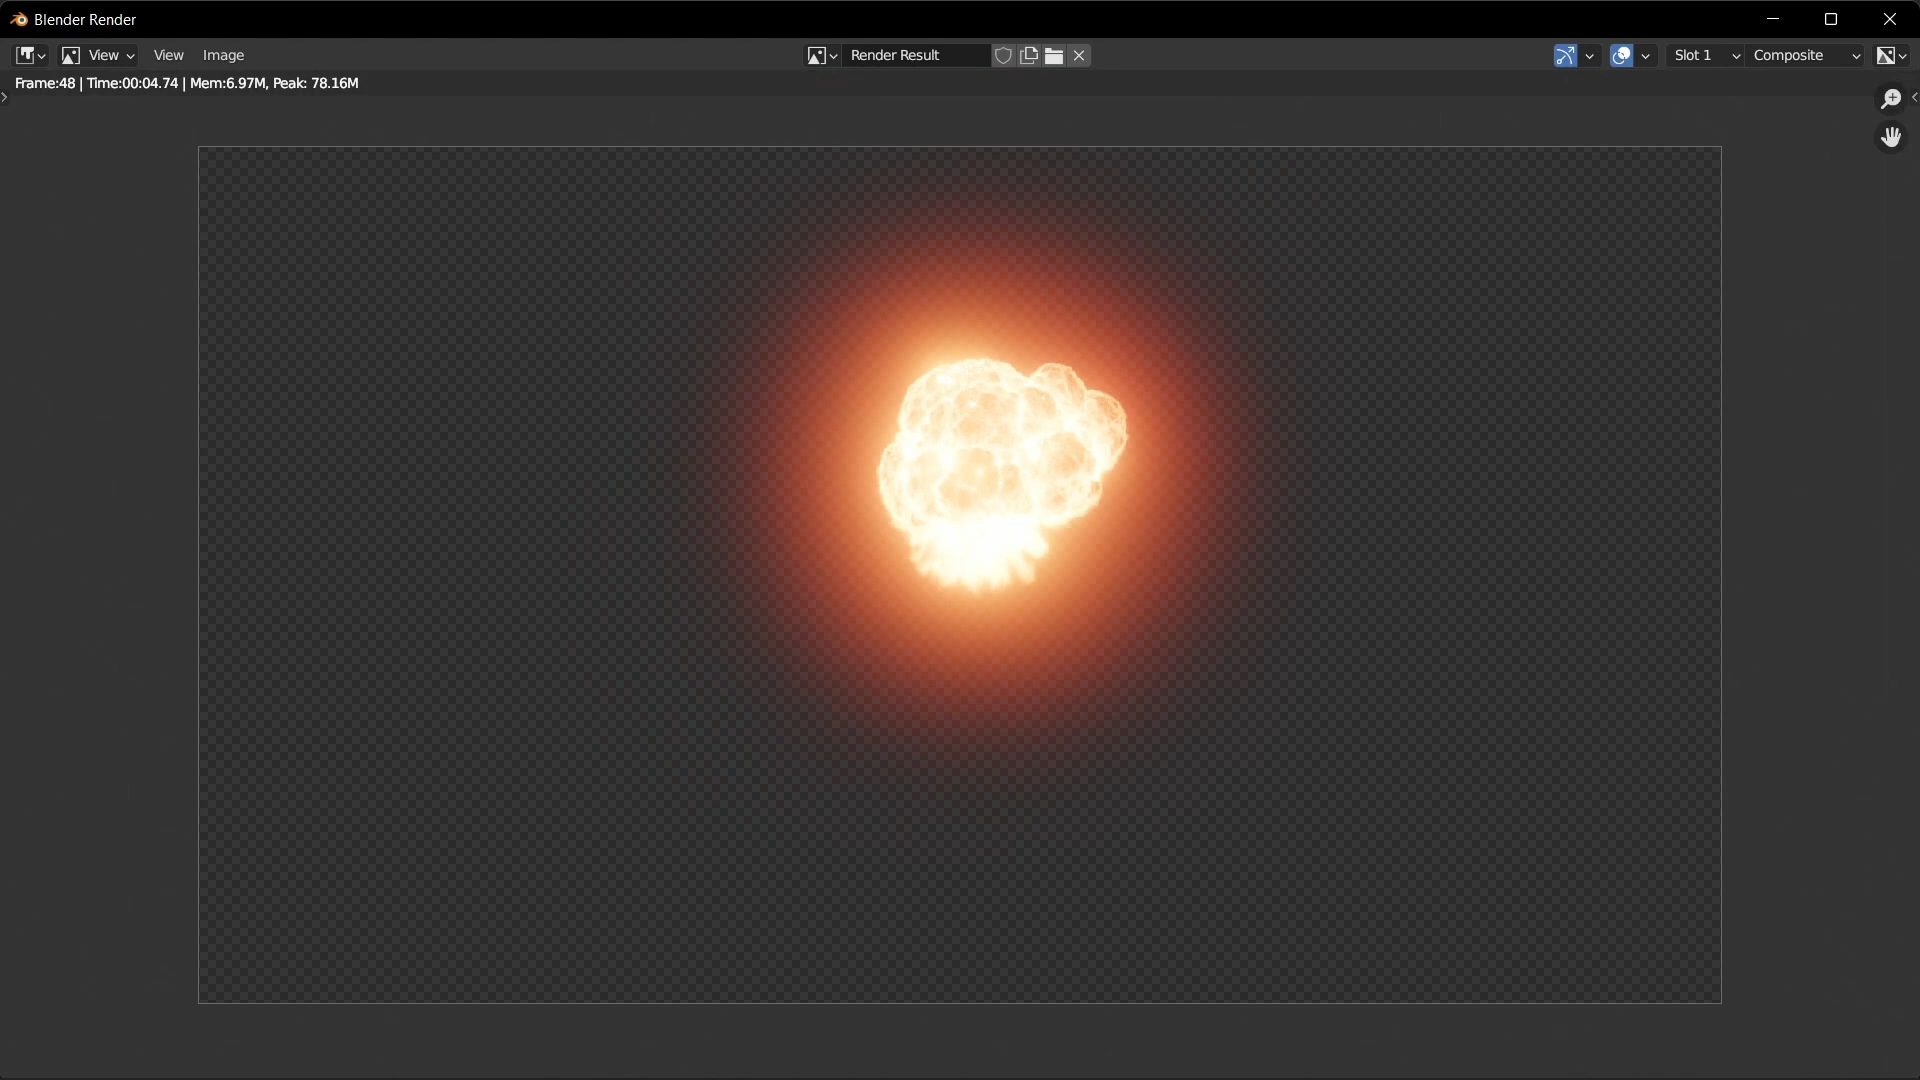 Blender Render
View View Image Render Result Slot 1 Composite
Frame:48 | Time:00:04.74 | Mem:6.97M, Peak: 78.16M